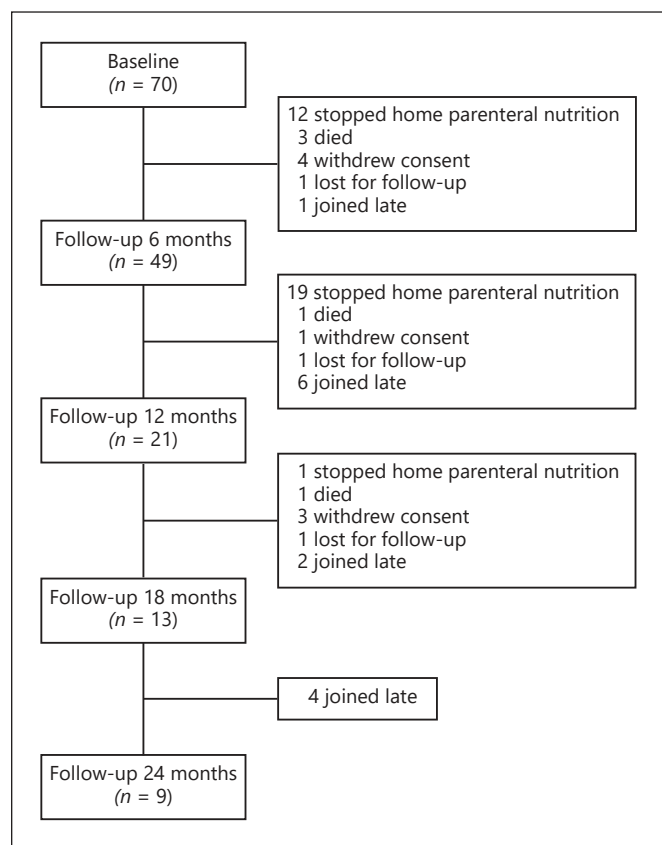 Baseline
(n = 70)
12 stopped home parenteral nutrition
3 died
4 withdrew consent
1 lost for follow-up
1 joined late
Follow-up 6 months
(n = 49)
19 stopped home parenteral nutrition
1 died
1 withdrew consent
1 lost for follow-up
6 joined late
Follow-up 12 months
(n = 21)
1 stopped home parenteral nutrition
1 died
3 withdrew consent
1 lost for follow-up
2 joined late
Follow-up 18 months
(n = 13)
4 joined late
Follow-up 24 months
(n = 9)